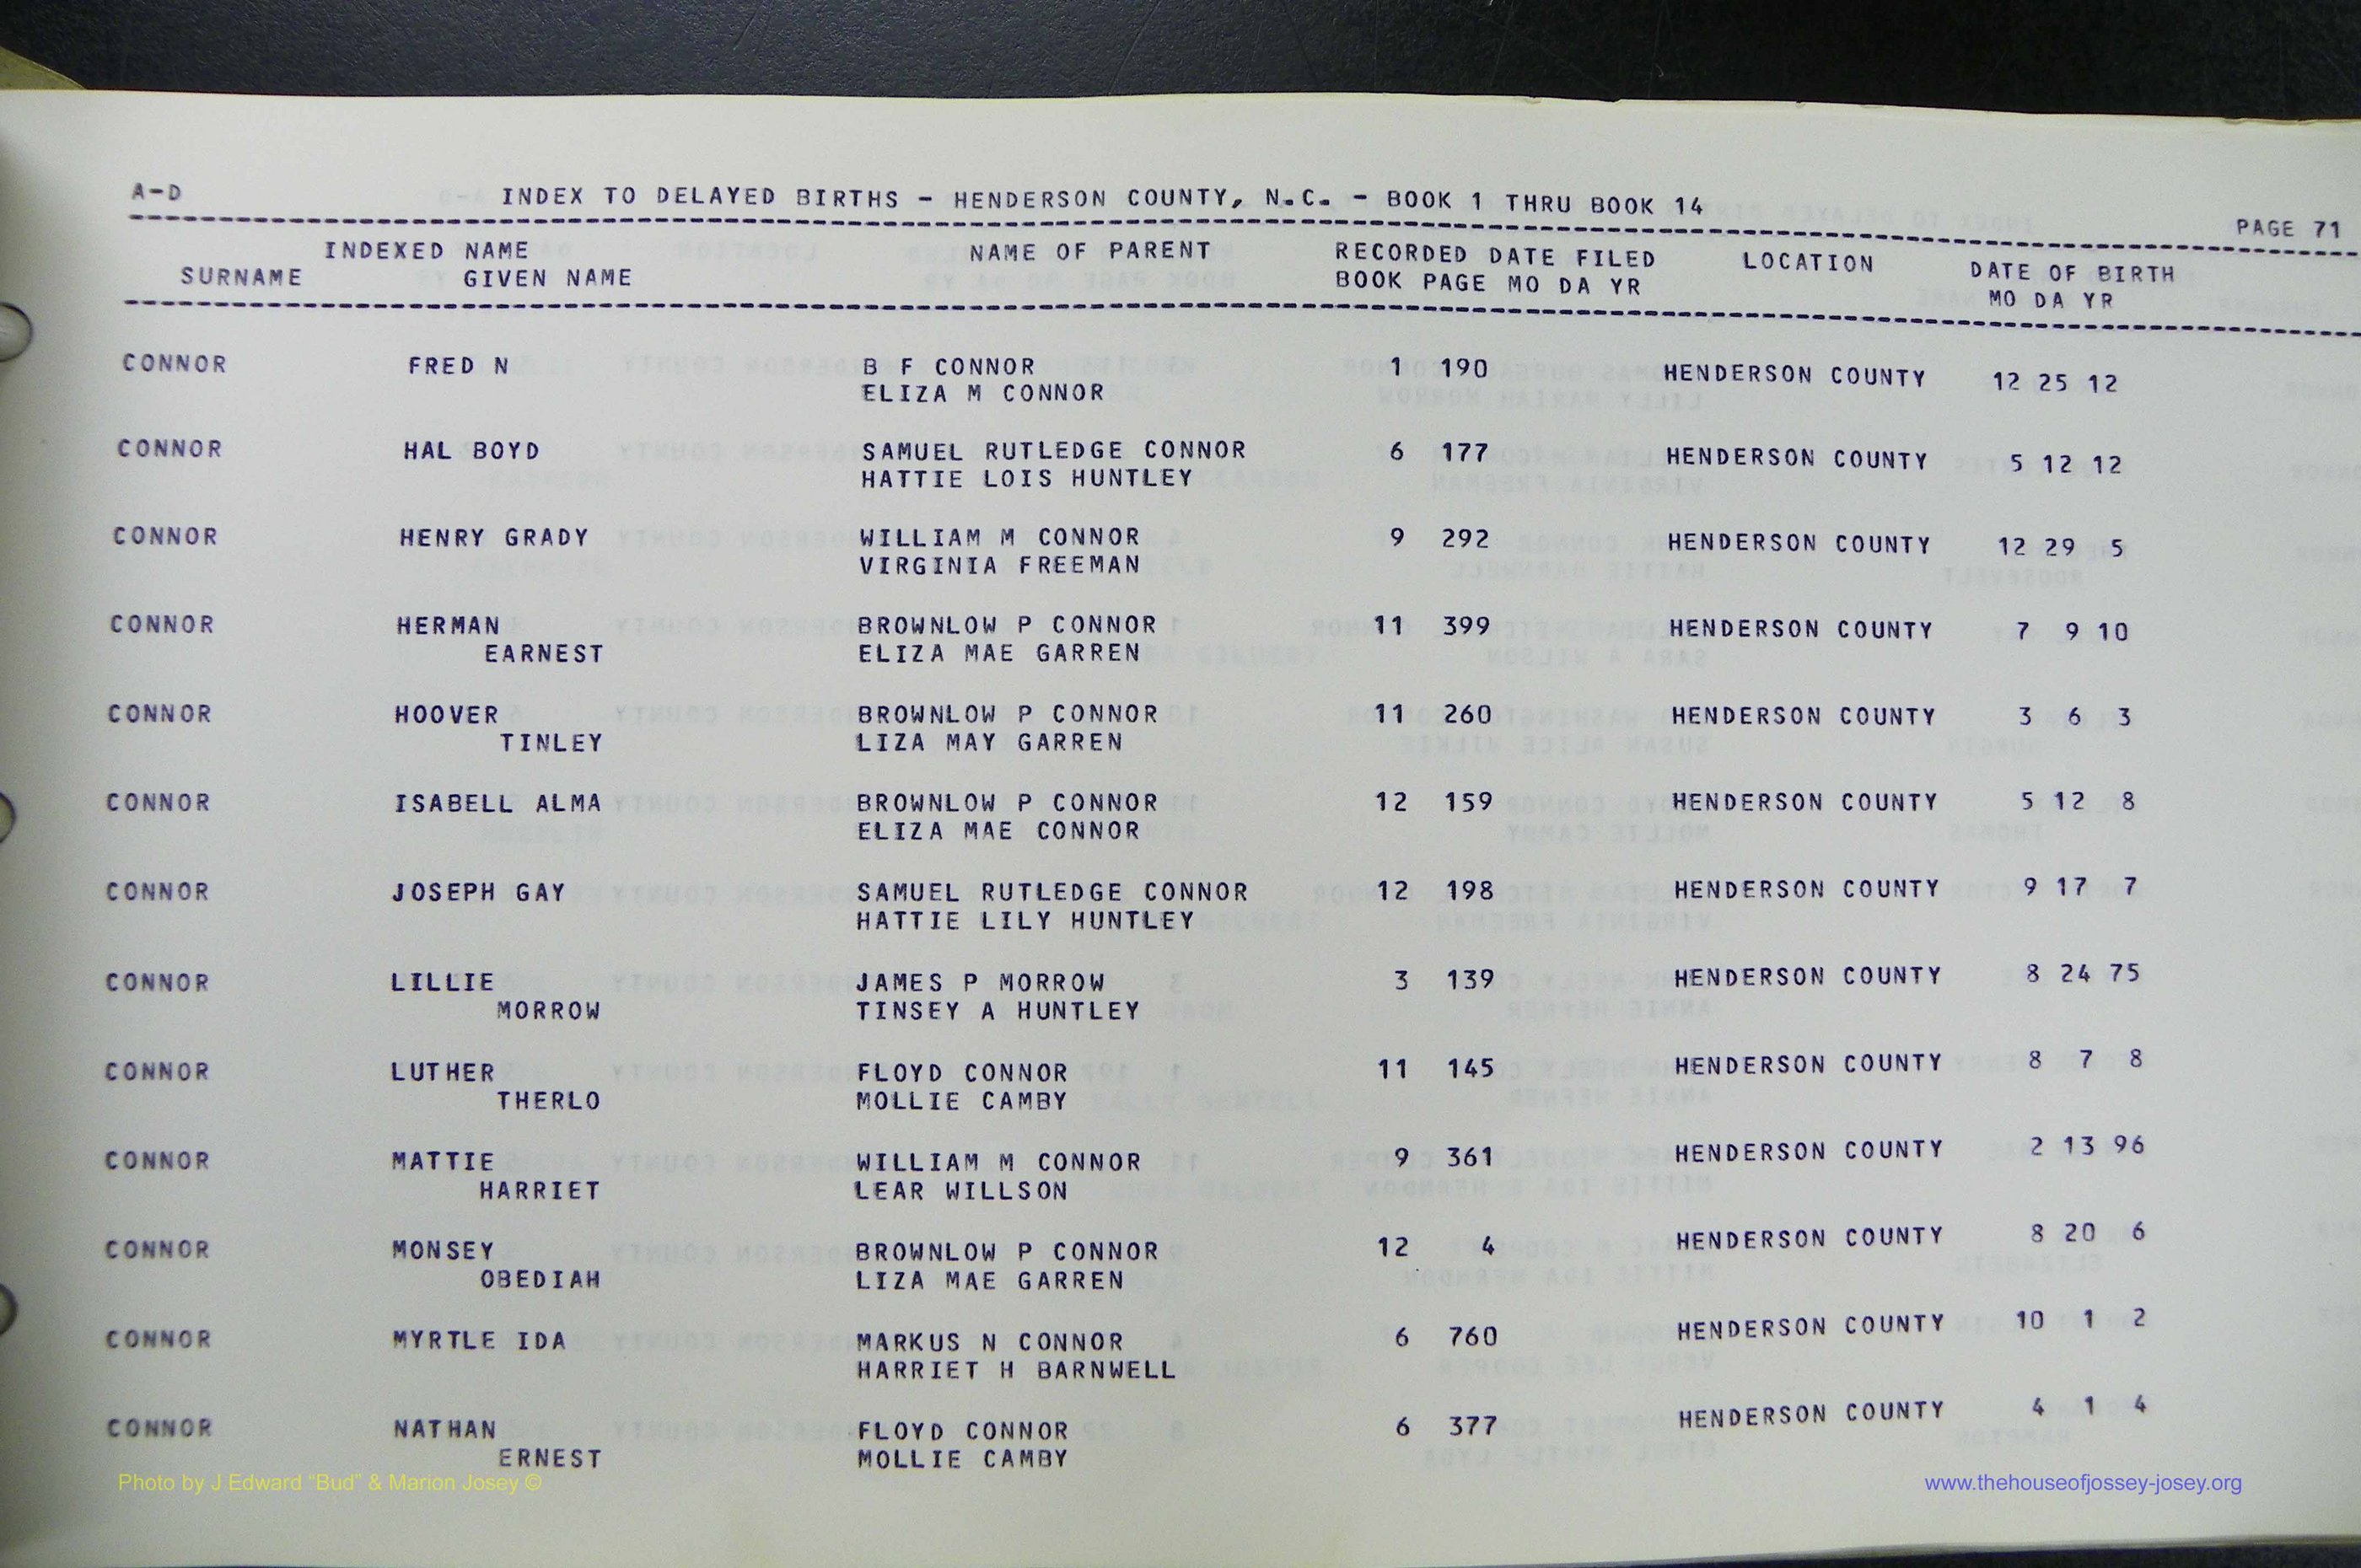 A-D INDEX TO DELAYED BIRTHS - HENDERSON COUNTY, N.C. - BOOK 1 THRU BOOK 14 PAGE 71
INDEXED NAME NAME OF PARENT RECORDED DATE FILED LOCATION DATE OF BIRTH
SURNAME GIVEN NAME BOOK PAGE MO DA YR MO DA YR
CONNOR FRED N B F CONNOR 1 190 HENDERSON COUNTY 12 25 12
ELIZA M CONNOR
CONNOR HAL BOYD SAMUEL RUTLEDGE CONNOR 6 177 HENDERSON COUNTY 5 12 12
HATTIE LOIS HUNTLEY
CONNOR HENRY GRADY WILLIAM M CONNOR 9 292 HENDERSON COUNTY 12 29 5
VIRGINIA FREEMAN
CONNOR HERMAN BROWNLOW P CONNOR 11 399 HENDERSON COUNTY 7 9 10
EARNEST ELIZA MAE GARREN
CONNOR HOOVER BROWNLOW P CONNOR 11 260 HENDERSON COUNTY 3 6 3
TINLEY LIZA MAY GARREN
CONNOR ISABELL ALMA BROWNLOW P CONNOR 12 159 HENDERSON COUNTY 5 12 8
ELIZA MAE CONNOR
CONNOR JOSEPH GAY SAMUEL RUTLEDGE CONNOR 12 198 HENDERSON COUNTY 9 17 7
HATTIE LILY HUNTLEY
CONNOR LILLIE JAMES P MORROW 3 139 HENDERSON COUNTY 8 24 75
MORROW TINSEY A HUNTLEY
CONNOR LUTHER FLOYD CONNOR 11 145 HENDERSON COUNTY 8 7 8
THERLO MOLLIE CAMBY
CONNOR MATTIE WILLIAM M CONNOR 9 361 HENDERSON COUNTY 2 13 96
HARRIET LEAR WILLSON
CONNOR MONSEY BROWNLOW P CONNOR 12 4 HENDERSON COUNTY 8 20 6
OBEDIAH LIZA MAE GARREN
CONNOR MYRTLE IDA MARKUS N CONNOR 6 760 HENDERSON COUNTY 10 1 2
HARRIET H BARNWELL
CONNOR NATHAN FLOYD CONNOR 6 377 HENDERSON COUNTY 4 1 4
ERNEST MOLLIE CAMBY
Photo by J Edward "Bud" & Marion Josey © www.thehouseofjossey-josey.org